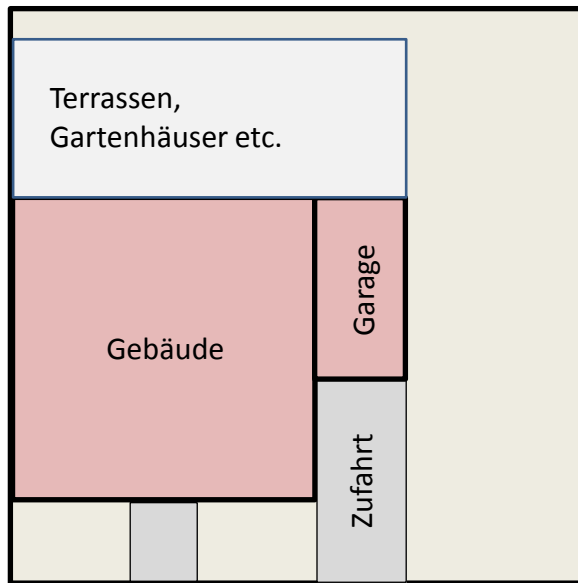 Terrassen,
Gartenhäuser etc.
Garage
Gebäude
Zufahrt